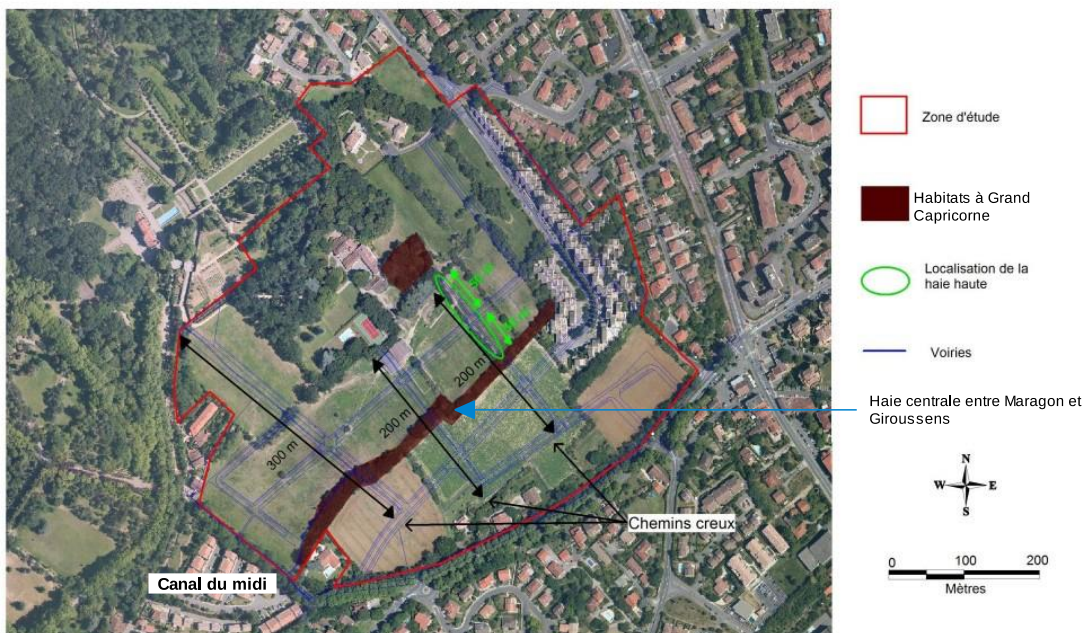 Zone d'étude
Habitats à Grand
Capricorne
Localisation de la
haie haute
Voiries
Haie centrale entre Maragon et
Giroussens
N
W E
S
0 100 200
Mètres
200 m
200 m
300 m
Chemins creux
Canal du midi